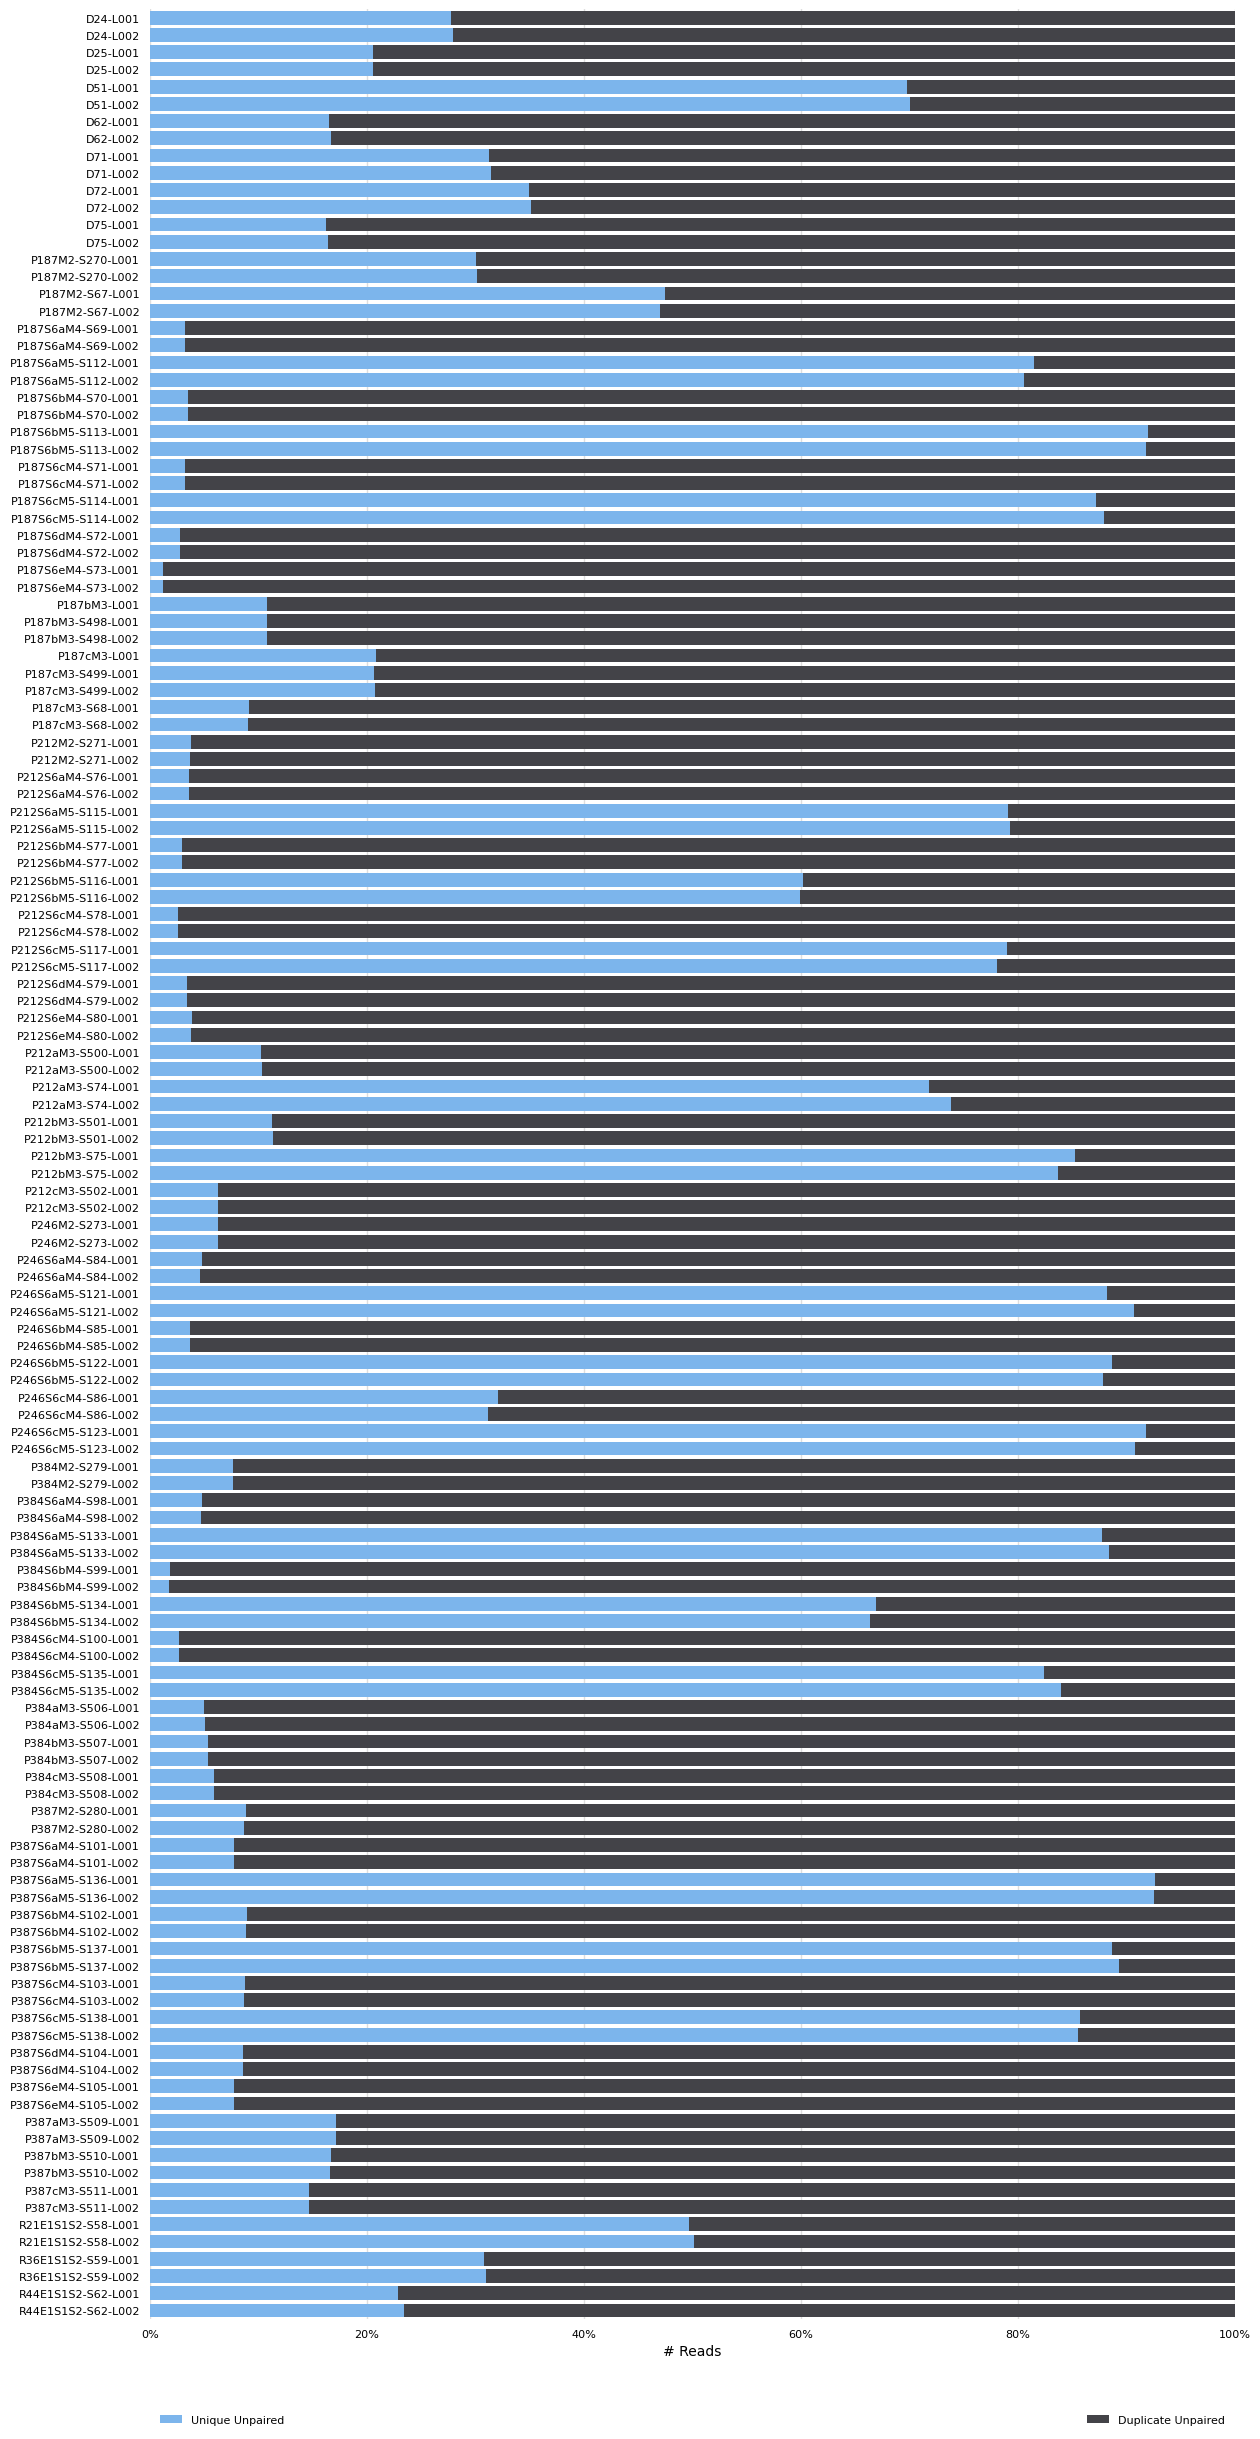 D24-L001
D24-L002
D25-L001
D25-L002
D51-L001
D51-L002
D62-L001
D62-L002
D71-L001
D71-L002
D72-L001
D72-L002
D75-L001
D75-L002
P187M2-S270-L001
P187M2-S270-L002
P187M2-S67-L001
P187M2-S67-L002
P187S6aM4-S69-L001
P187S6aM4-S69-L002
P187S6aM5-S112-L001
P187S6aM5-S112-L002
P187S6bM4-S70-L001
P187S6bM4-S70-L002
P187S6bM5-S113-L001
P187S6bM5-S113-L002
P187S6cM4-S71-L001
P187S6cM4-S71-L002
P187S6cM5-S114-L001
P187S6cM5-S114-L002
P187S6dM4-S72-L001
P187S6dM4-S72-L002
P187S6eM4-S73-L001
P187S6eM4-S73-L002
P187bM3-L001
P187bM3-S498-L001
P187bM3-S498-L002
P187cM3-L001
P187cM3-S499-L001
P187cM3-S499-L002
P187cM3-S68-L001
P187cM3-S68-L002
P212M2-S271-L001
P212M2-S271-L002
P212S6aM4-S76-L001
P212S6aM4-S76-L002
P212S6aM5-S115-L001
P212S6aM5-S115-L002
P212S6bM4-S77-L001
P212S6bM4-S77-L002
P212S6bM5-S116-L001
P212S6bM5-S116-L002
P212S6cM4-S78-L001
P212S6cM4-S78-L002
P212S6cM5-S117-L001
P212S6cM5-S117-L002
P212S6dM4-S79-L001
P212S6dM4-S79-L002
P212S6eM4-S80-L001
P212S6eM4-S80-L002
P212aM3-S500-L001
P212aM3-S500-L002
P212aM3-S74-L001
P212aM3-S74-L002
P212bM3-S501-L001
P212bM3-S501-L002
P212bM3-S75-L001
P212bM3-S75-L002
P212cM3-S502-L001
P212cM3-S502-L002
P246M2-S273-L001
P246M2-S273-L002
P246S6aM4-S84-L001
P246S6aM4-S84-L002
P246S6aM5-S121-L001
P246S6aM5-S121-L002
P246S6bM4-S85-L001
P246S6bM4-S85-L002
P246S6bM5-S122-L001
P246S6bM5-S122-L002
P246S6cM4-S86-L001
P246S6cM4-S86-L002
P246S6cM5-S123-L001
P246S6cM5-S123-L002
P384M2-S279-L001
P384M2-S279-L002
P384S6aM4-S98-L001
P384S6aM4-S98-L002
P384S6aM5-S133-L001
P384S6aM5-S133-L002
P384S6bM4-S99-L001
P384S6bM4-S99-L002
P384S6bM5-S134-L001
P384S6bM5-S134-L002
P384S6cM4-S100-L001
P384S6cM4-S100-L002
P384S6cM5-S135-L001
P384S6cM5-S135-L002
P384aM3-S506-L001
P384aM3-S506-L002
P384bM3-S507-L001
P384bM3-S507-L002
P384cM3-S508-L001
P384cM3-S508-L002
P387M2-S280-L001
P387M2-S280-L002
P387S6aM4-S101-L001
P387S6aM4-S101-L002
P387S6aM5-S136-L001
P387S6aM5-S136-L002
P387S6bM4-S102-L001
P387S6bM4-S102-L002
P387S6bM5-S137-L001
P387S6bM5-S137-L002
P387S6cM4-S103-L001
P387S6cM4-S103-L002
P387S6cM5-S138-L001
P387S6cM5-S138-L002
P387S6dM4-S104-L001
P387S6dM4-S104-L002
P387S6eM4-S105-L001
P387S6eM4-S105-L002
P387aM3-S509-L001
P387aM3-S509-L002
P387bM3-S510-L001
P387bM3-S510-L002
P387cM3-S511-L001
P387cM3-S511-L002
R21E1S1S2-S58-L001
R21E1S1S2-S58-L002
R36E1S1S2-S59-L001
R36E1S1S2-S59-L002
R44E1S1S2-S62-L001
R44E1S1S2-S62-L002
0% 20% 40% 60% 80% 100%
# Reads
Unique Unpaired Duplicate Unpaired